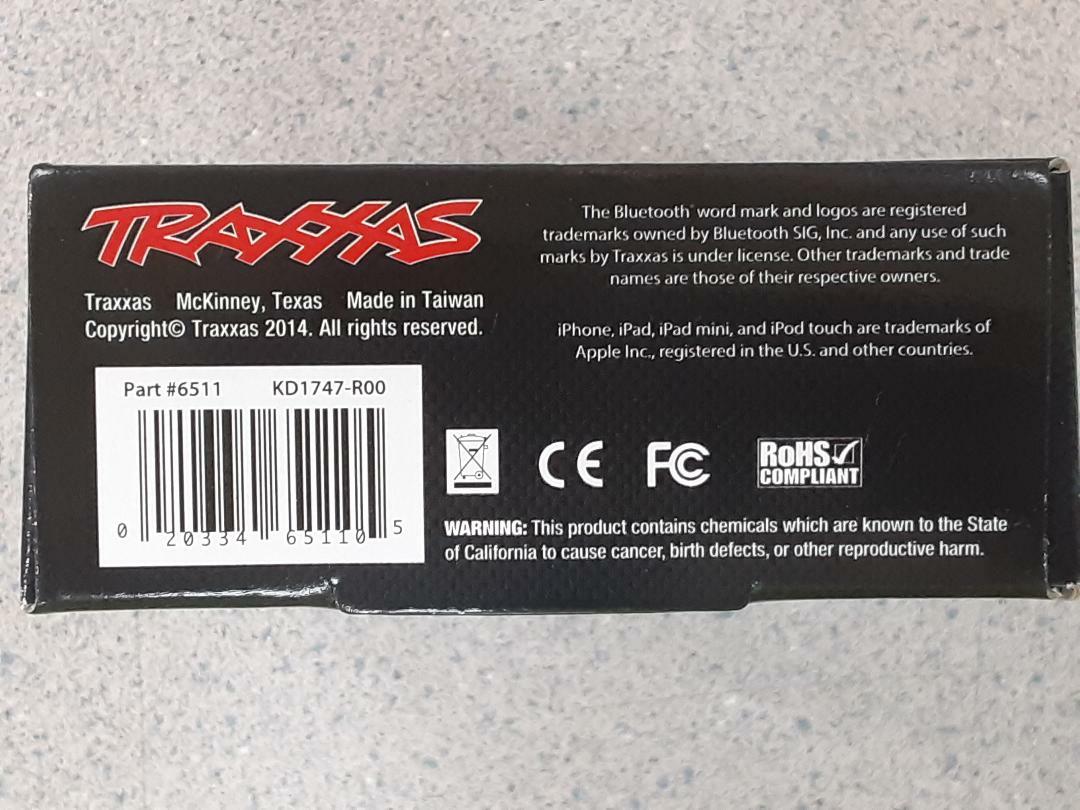 TRAXXAS
Traxxas McKinney, Texas Made in Taiwan
Copyright© Traxxas 2014. All rights reserved.
Part #6511 KD1747-R00
0 20334 65110 5
The Bluetooth® word mark and logos are registered
trademarks owned by Bluetooth SIG, Inc. and any use of such
marks by Traxxas is under license. Other trademarks and trade
names are those of their respective owners.
iPhone, iPad, iPad mini, and iPod touch are trademarks of
Apple Inc., registered in the U.S. and other countries.
CE FC RoHS
COMPLIANT
WARNING: This product contains chemicals which are known to the State
of California to cause cancer, birth defects, or other reproductive harm.